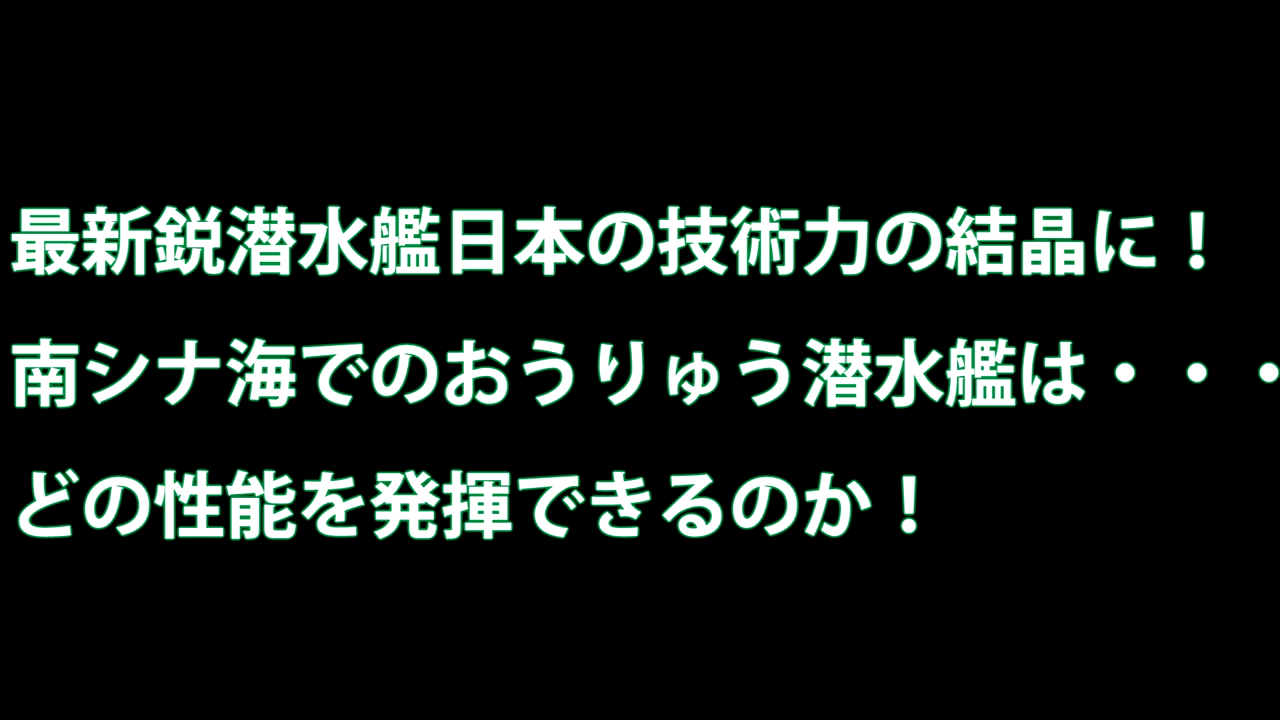 最新鋭潜水艦日本の技術力の結晶に！
南シナ海でのおうりゅう潜水艦は・・・
どの性能を発揮できるのか！